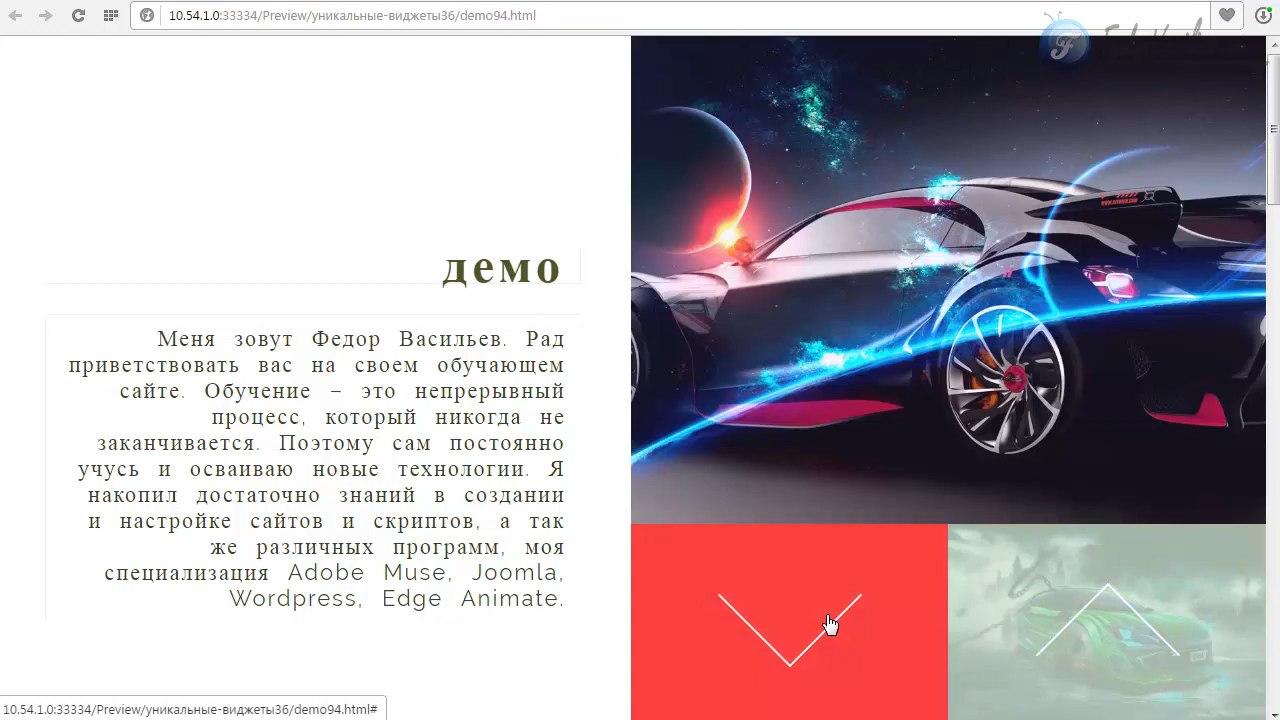 10.54.1.0:33334/Preview/уникальные-виджеты36/demo94.html
демо
Меня зовут Федор Васильев. Рад
приветствовать вас на своем обучающем
сайте. Обучение – это непрерывный
процесс, который никогда не
заканчивается. Поэтому сам постоянно
учусь и осваиваю новые технологии. Я
накопил достаточно знаний в создании
и настройке сайтов и скриптов, а так
же различных программ, моя
специализация Adobe Muse, Joomla,
Wordpress, Edge Animate.
10.54.1.0:33334/Preview/уникальные-виджеты36/demo94.html#